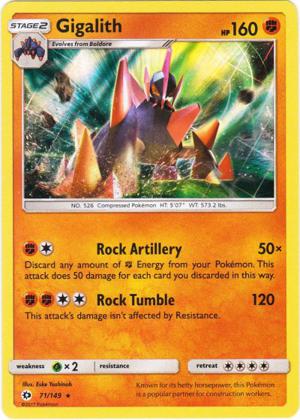 STAGE2 Gigalith HP160
Evolves from Boldore
NO. 526 Compressed Pokémon HT: 5'07" WT: 573.2 lbs.
Rock Artillery 50×
Discard any amount of Energy from your Pokémon. This
attack does 50 damage for each card you discarded in this way.
Rock Tumble 120
This attack's damage isn't affected by Resistance.
weakness ×2 resistance retreat
Illus. Eske Yoshinob
71/149 ★
©2017 Pokémon
Known for its hefty horsepower, this Pokémon
is a popular partner for construction workers.